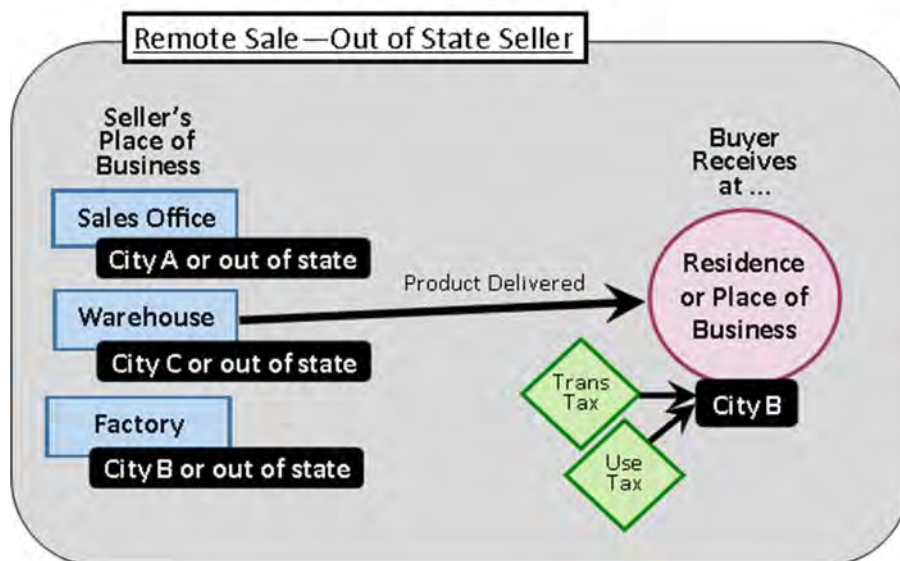 Remote Sale—Out of State Seller
Seller's
Place of
Business
Sales Office
City A or out of state
Warehouse
City C or out of state
Factory
City B or out of state
Product Delivered
Buyer
Receives
at ...
Residence
or Place of
Business
City B
Trans
Tax
Use
Tax